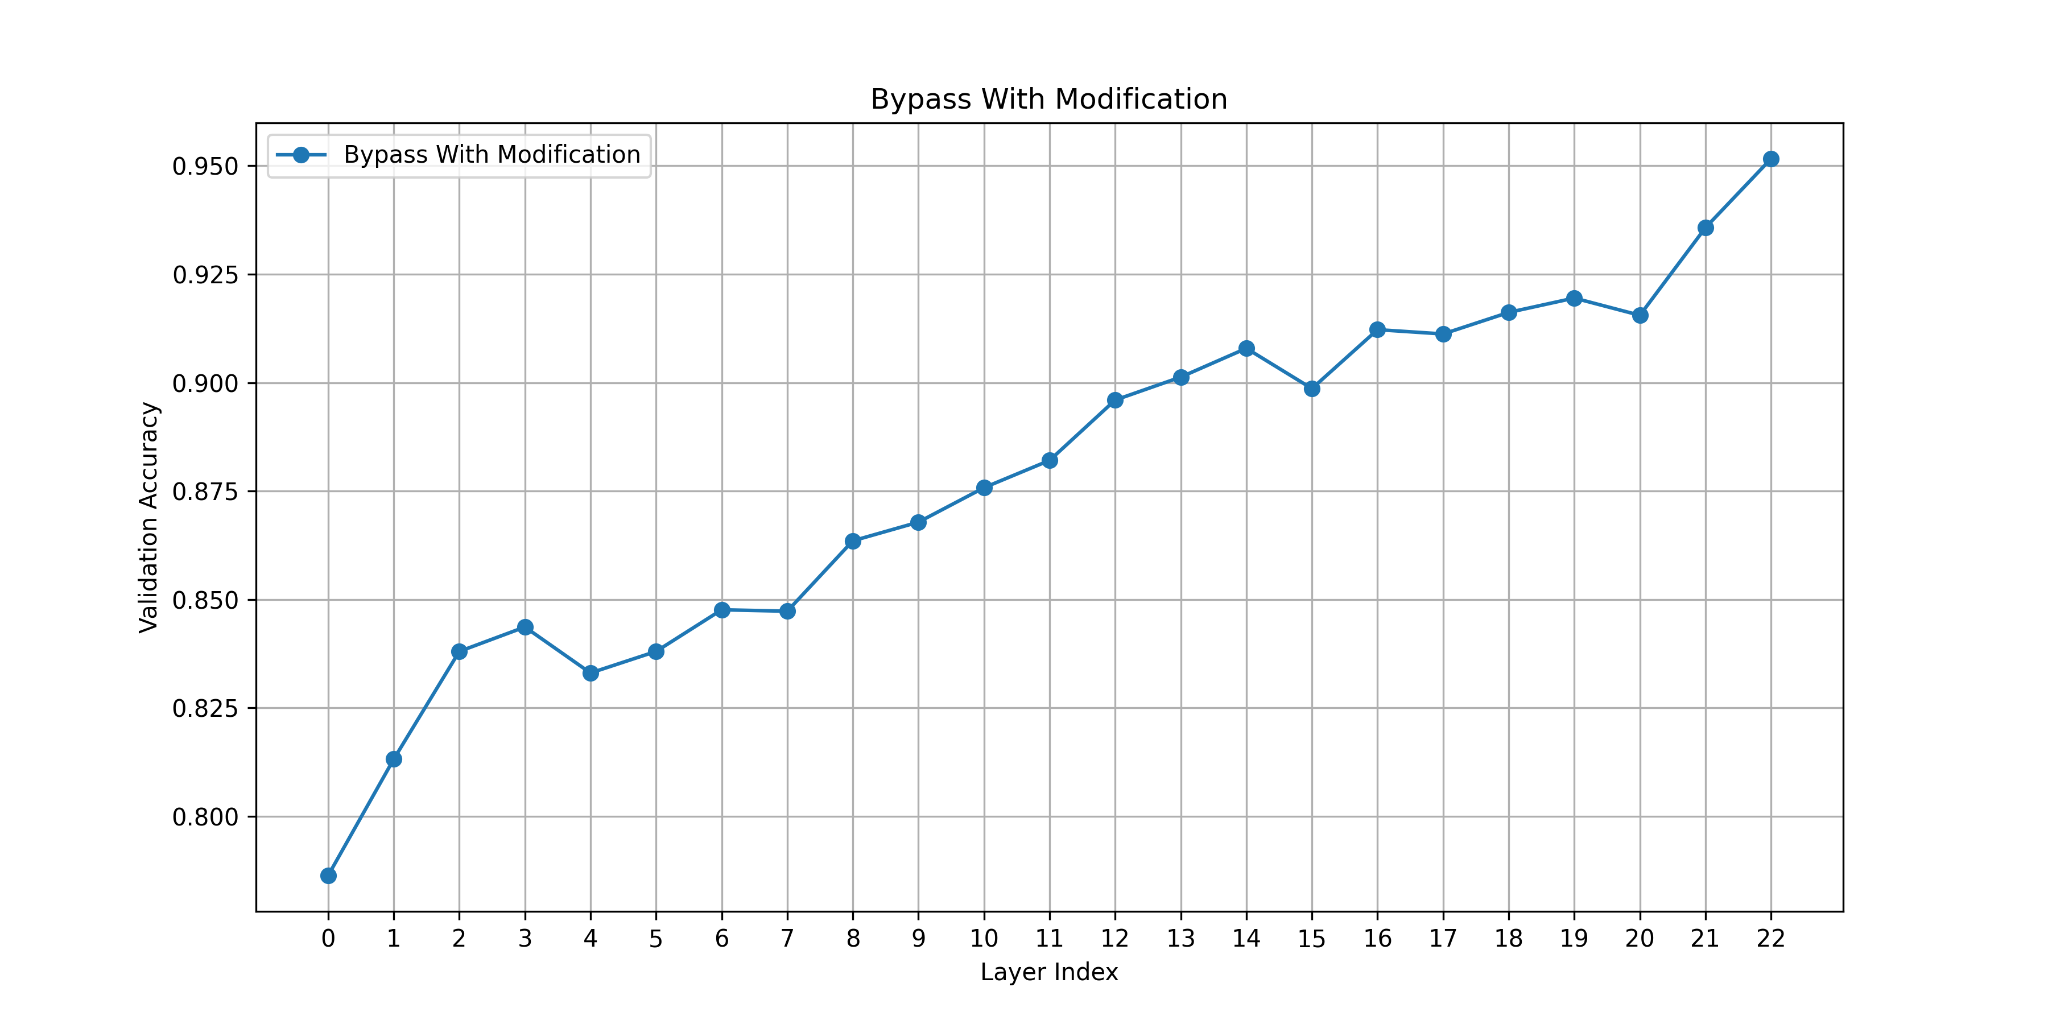 Bypass With Modification
Bypass With Modification
0.950
0.925
0.900
0.875
0.850
0.825
0.800
Validation Accuracy
0 1 2 3 4 5 6 7 8 9 10 11 12 13 14 15 16 17 18 19 20 21 22
Layer Index